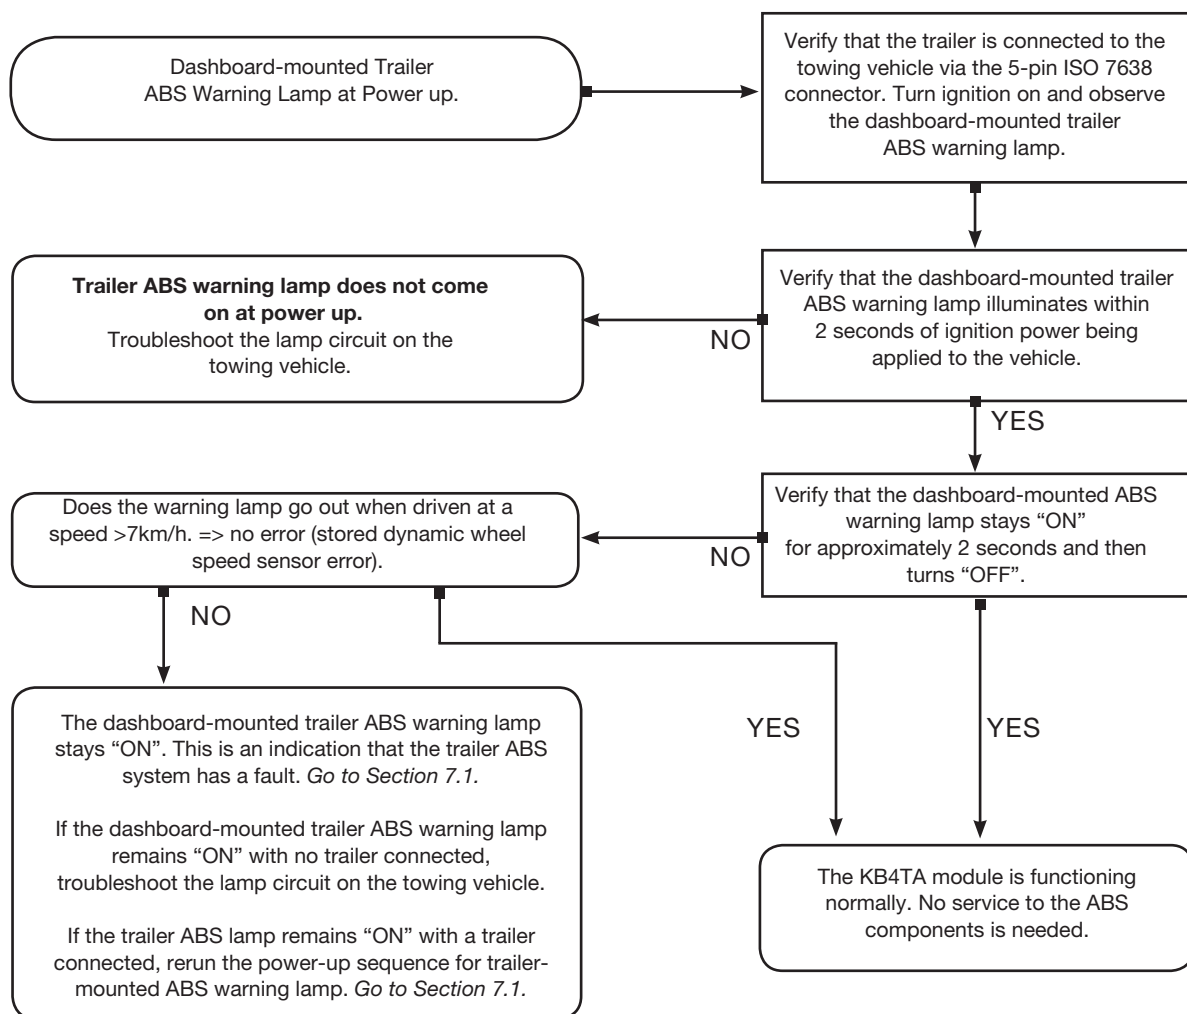 Dashboard-mounted Trailer
ABS Warning Lamp at Power up.
Verify that the trailer is connected to the
towing vehicle via the 5-pin ISO 7638
connector. Turn ignition on and observe
the dashboard-mounted trailer
ABS warning lamp.
Verify that the dashboard-mounted trailer
ABS warning lamp illuminates within
2 seconds of ignition power being
applied to the vehicle.
NO
Trailer ABS warning lamp does not come
on at power up.
Troubleshoot the lamp circuit on the
towing vehicle.
YES
Verify that the dashboard-mounted ABS
warning lamp stays “ON”
for approximately 2 seconds and then
turns “OFF”.
NO
Does the warning lamp go out when driven at a
speed >7km/h. => no error (stored dynamic wheel
speed sensor error).
NO
The dashboard-mounted trailer ABS warning lamp
stays “ON”. This is an indication that the trailer ABS
system has a fault. Go to Section 7.1.
If the dashboard-mounted trailer ABS warning lamp
remains “ON” with no trailer connected,
troubleshoot the lamp circuit on the towing vehicle.
If the trailer ABS lamp remains “ON” with a trailer
connected, rerun the power-up sequence for trailer-
mounted ABS warning lamp. Go to Section 7.1.
YES
YES
The KB4TA module is functioning
normally. No service to the ABS
components is needed.